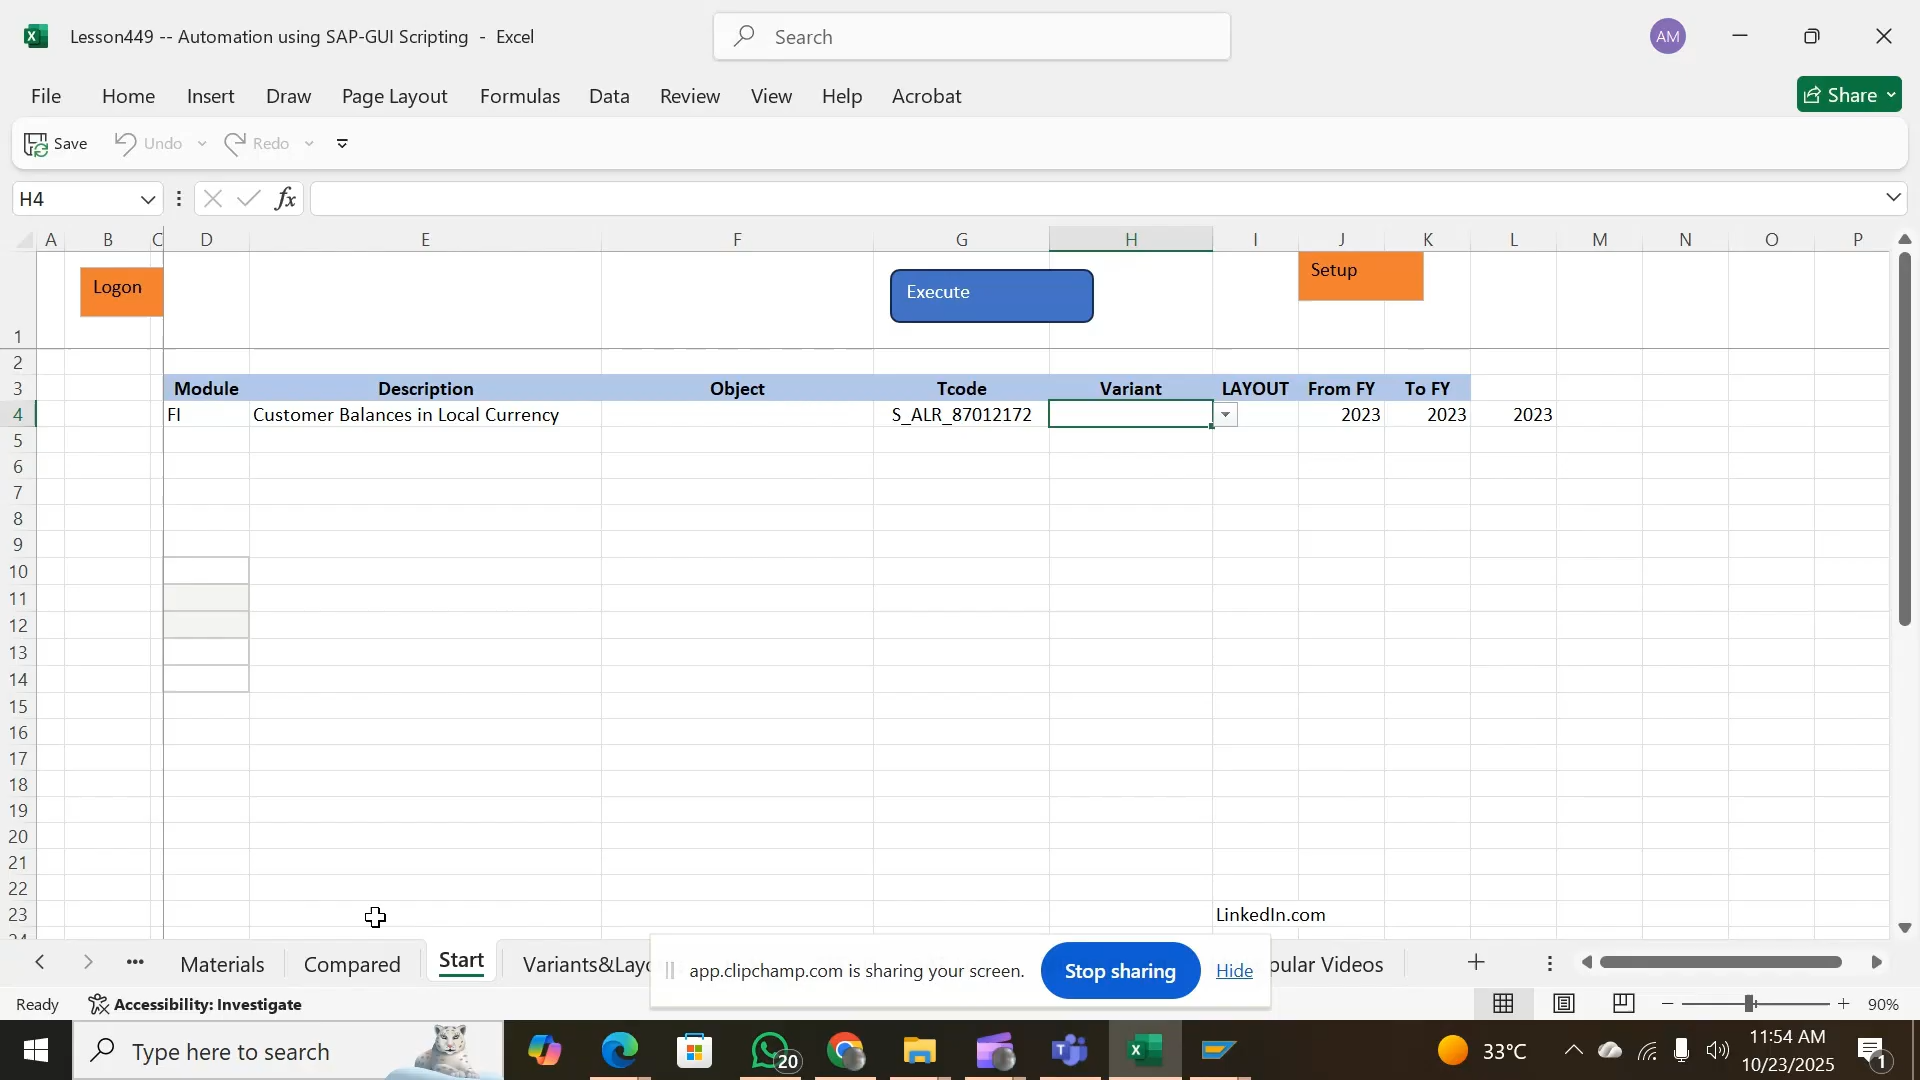 Lesson449 -- Automation using SAP-GUI Scripting - Excel
Search
AM
File Home Insert Draw Page Layout Formulas Data Review View Help Acrobat
Share
Save Undo Redo
H4 fx
A B C D E F G H I J K L M N O P
Logon
Execute
Setup
1
2
3 Module Description Object Tcode Variant LAYOUT From FY To FY
4 FI Customer Balances in Local Currency S_ALR_87012172 2023 2023 2023
5
6
7
8
9
10
11
12
13
14
15
16
17
18
19
20
21
22
23 LinkedIn.com
Materials Compared Start Variants&Layo pular Videos
app.clipchamp.com is sharing your screen. Stop sharing Hide
Ready Accessibility: Investigate 90%
Type here to search
20
33°C
11:54 AM
10/23/2025
1